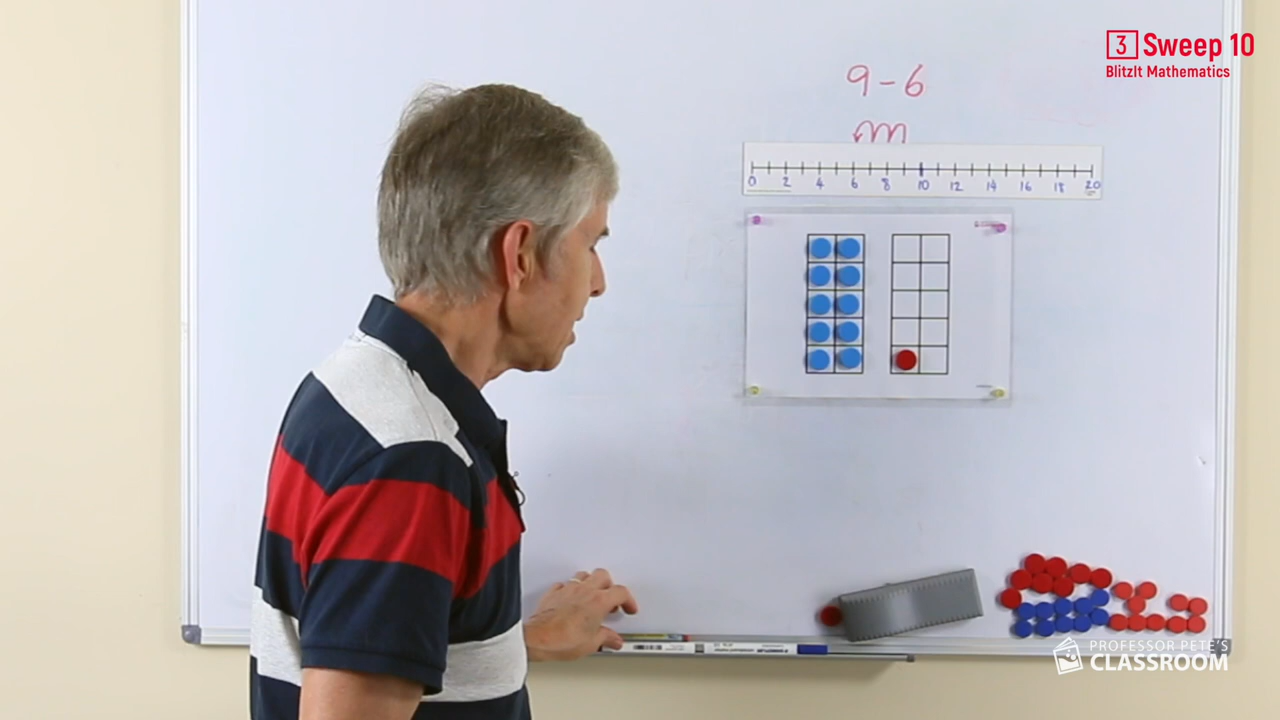 3 Sweep 10
BlitzIt Mathematics
9 - 6
0 2 4 6 8 10 12 14 16 18 20
PROFESSOR PETE'S
CLASSROOM